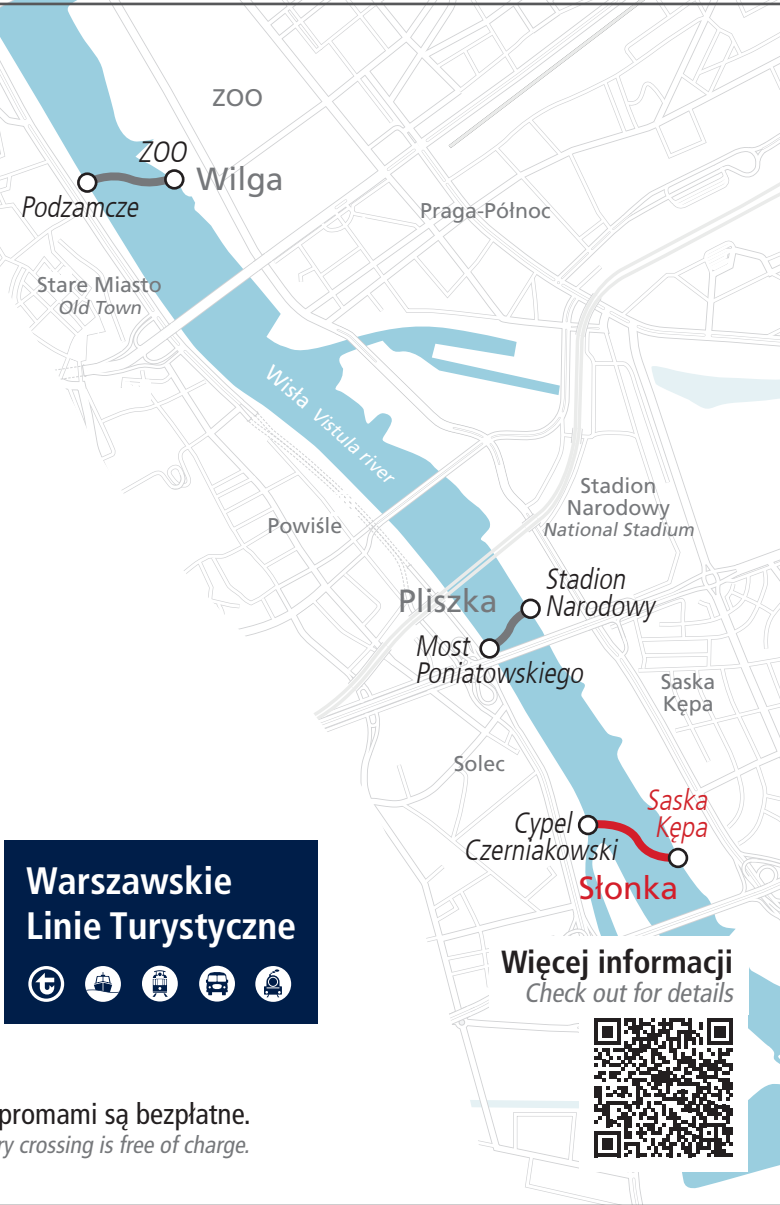 ZOO
ZOO
Wilga
Podzamcze
Praga-Północ
Stare Miasto
Old Town
Wisła Vistula river
Powiśle
Stadion
Narodowy
National Stadium
Pliszka
Stadion
Narodowy
Most
Poniatowskiego
Saska
Kępa
Solec
Saska
Kępa
Cypel
Czerniakowski
Słonka
Warszawskie
Linie Turystyczne
Więcej informacji
Check out for details
promami są bezpłatne.
ry crossing is free of charge.